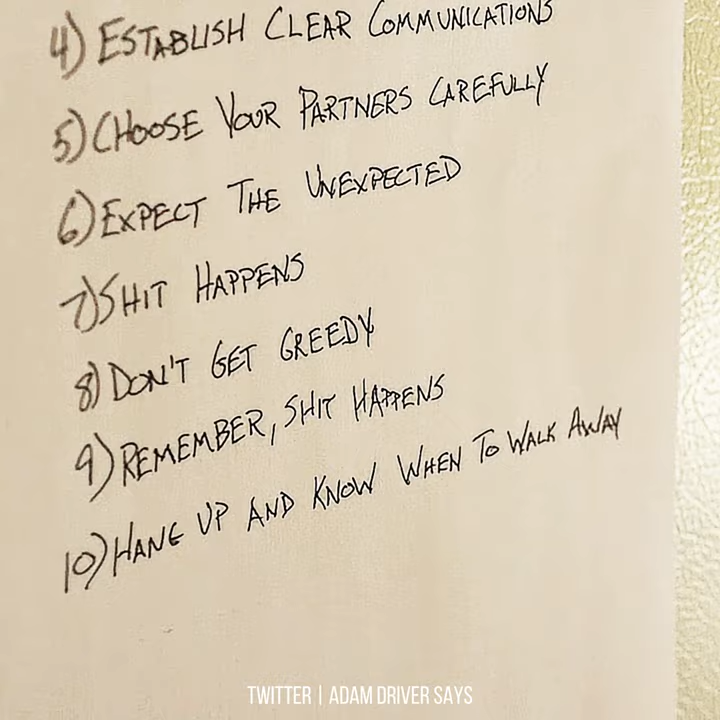 4) ESTABLISH CLEAR COMMUNICATIONS
5) CHOOSE YOUR PARTNERS CAREFULLY
6) EXPECT THE UNEXPECTED
7) SHIT HAPPENS
8) DON'T GET GREEDY
9) REMEMBER, SHIT HAPPENS
10) HANG UP AND KNOW WHEN TO WALK AWAY
TWITTER | ADAM DRIVER SAYS